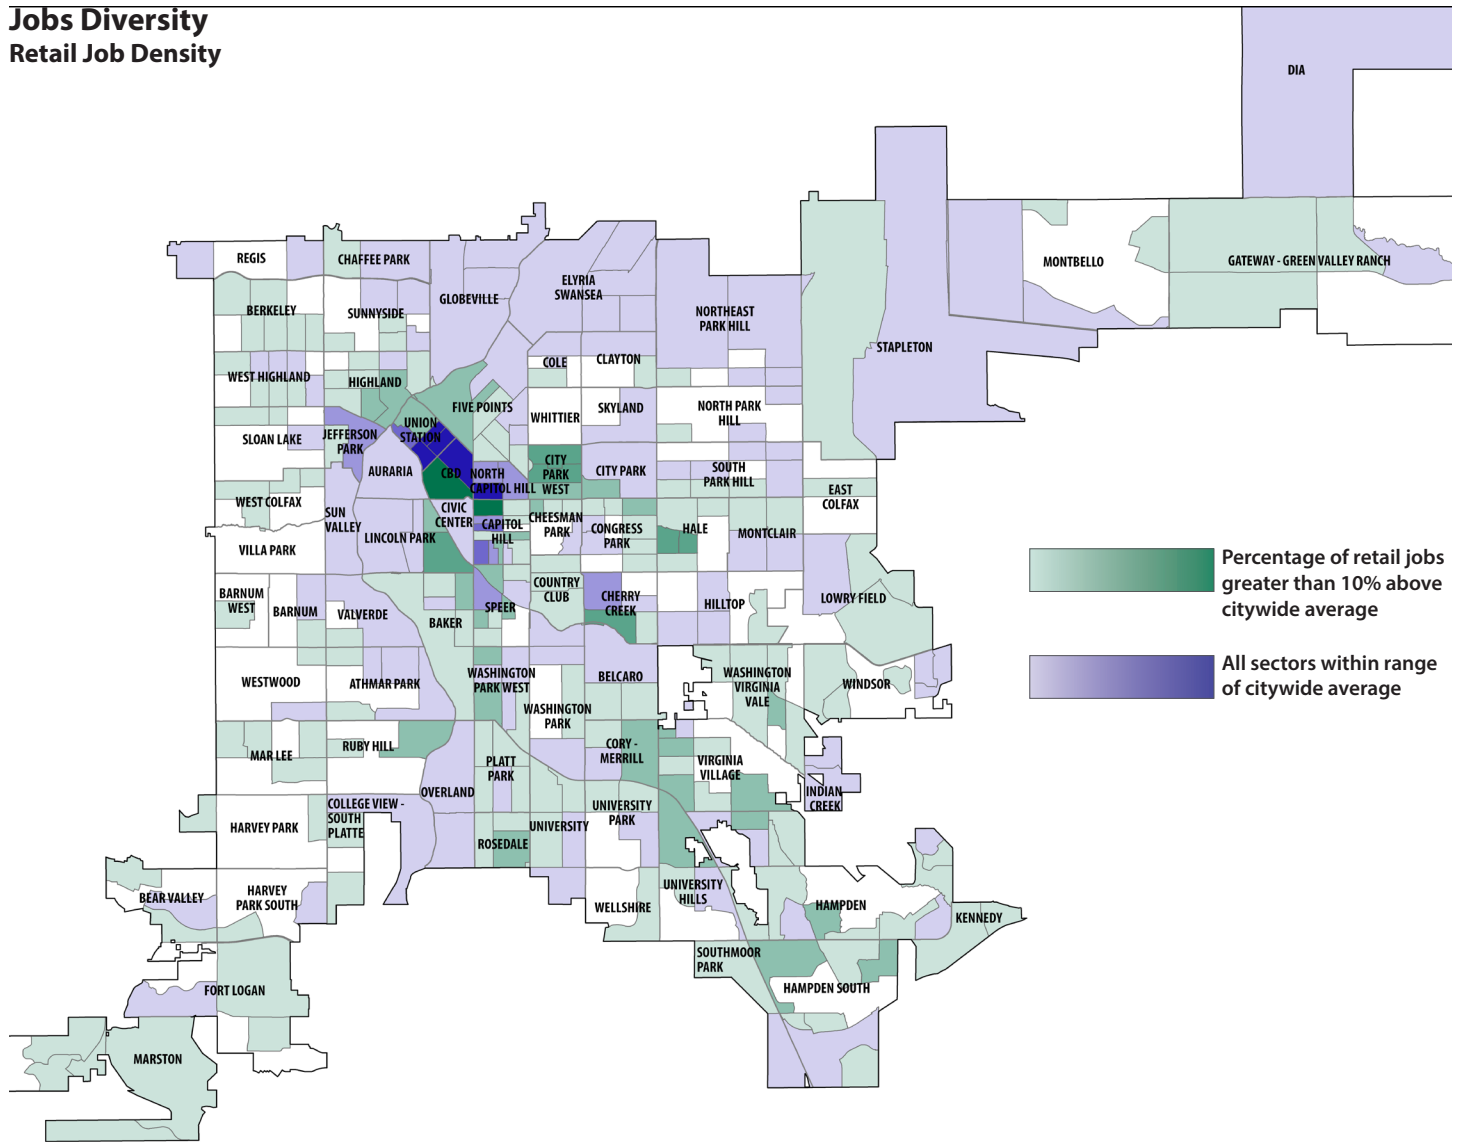 Jobs Diversity
Retail Job Density
DIA
REGIS
CHAFFEE PARK
MONTBELLO
GATEWAY - GREEN VALLEY RANCH
BERKELEY
SUNNYSIDE
GLOBEVILLE
ELYRIA
SWANSEA
NORTHEAST
PARK HILL
STAPLETON
WEST HIGHLAND
HIGHLAND
COLE
CLAYTON
FIVE POINTS
WHITTIER
SKYLAND
NORTH PARK
HILL
SLOAN LAKE
JEFFERSON
PARK
UNION
STATION
AURARIA
CBD
NORTH
CAPITOL HILL
CITY
PARK
WEST
CITY PARK
SOUTH
PARK HILL
EAST
COLFAX
WEST COLFAX
SUN
VALLEY
CIVIC
CENTER
CAPITOL
HILL
CHEESMAN
PARK
CONGRESS
PARK
HALE
MONTCLAIR
LINCOLN PARK
VILLA PARK
BARNUM
WEST
BARNUM
VALVERDE
BAKER
SPEER
COUNTRY
CLUB
CHERRY
CREEK
HILLTOP
LOWRY FIELD
Percentage of retail jobs
greater than 10% above
citywide average
All sectors within range
of citywide average
WESTWOOD
ATHMAR PARK
WASHINGTON
PARK WEST
WASHINGTON
PARK
BELCARO
WASHINGTON
VIRGINIA
VALE
WINDSOR
MAR LEE
RUBY HILL
PLATT
PARK
CORY -
MERRILL
VIRGINIA
VILLAGE
INDIAN
CREEK
OVERLAND
COLLEGE VIEW -
SOUTH
PLATTE
HARVEY PARK
UNIVERSITY
UNIVERSITY
PARK
ROSEDALE
BEAR VALLEY
HARVEY
PARK SOUTH
WELLSHIRE
UNIVERSITY
HILLS
HAMPDEN
KENNEDY
SOUTHMOOR
PARK
HAMPDEN SOUTH
FORT LOGAN
MARSTON